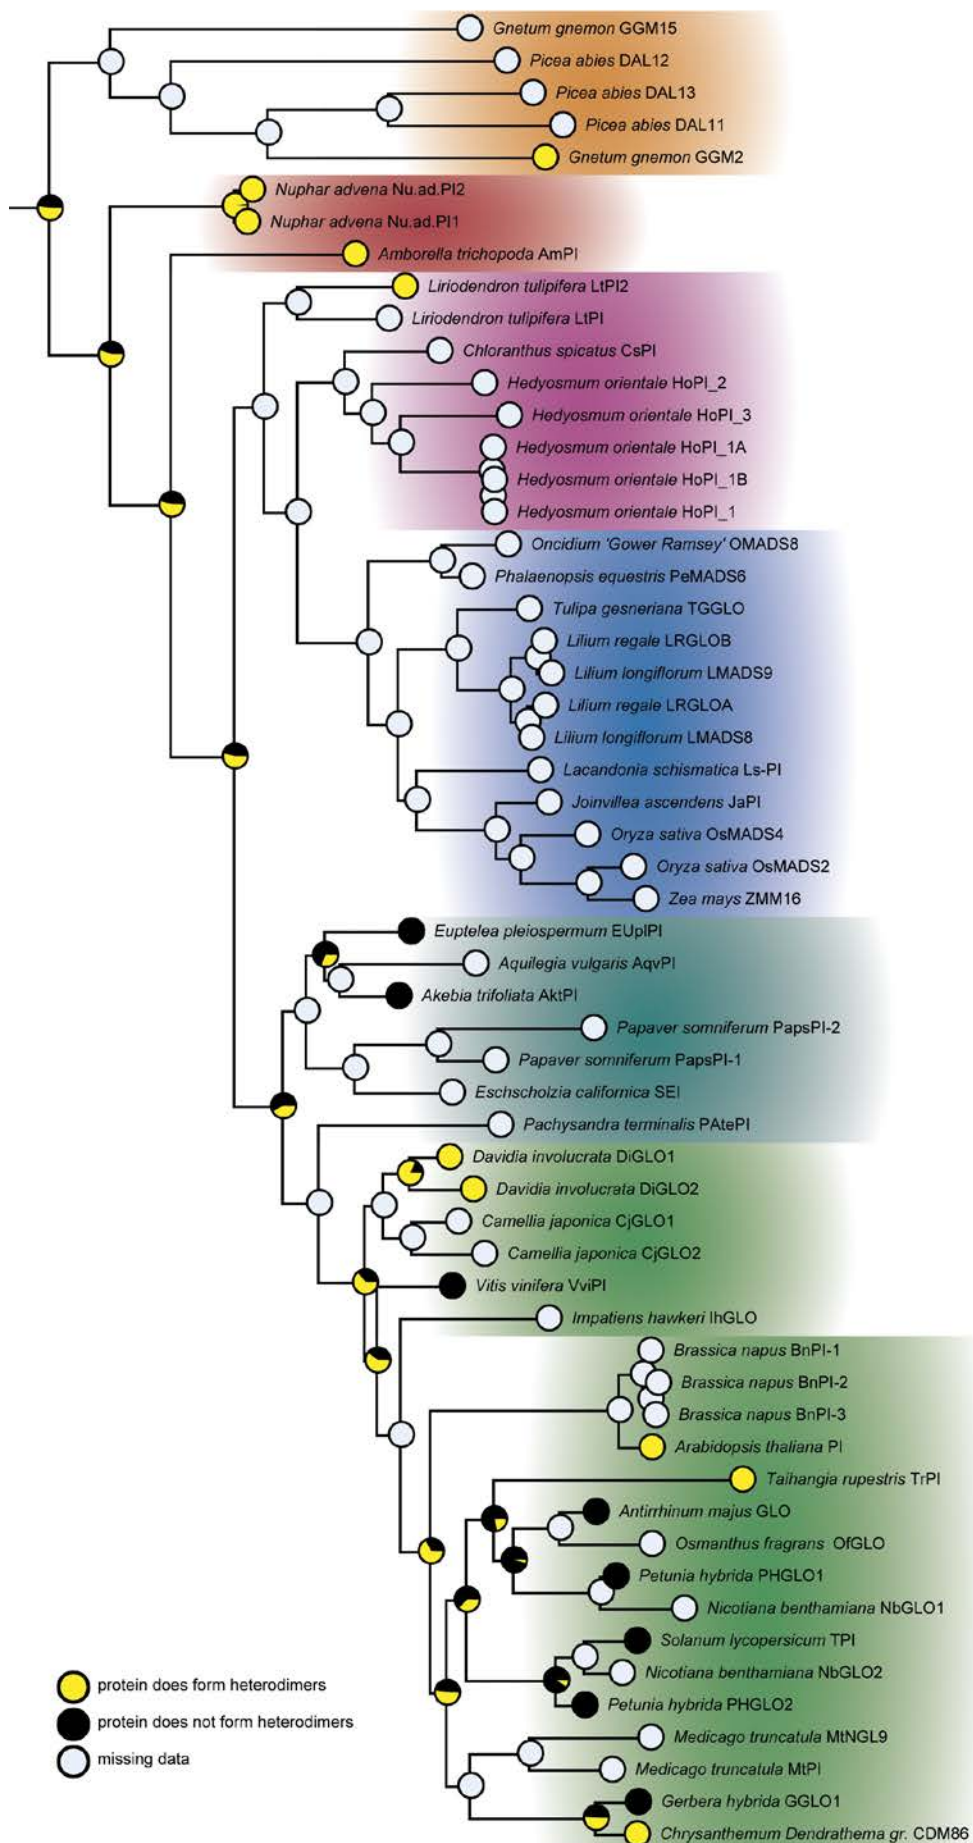 Gnetum gnemon GGM15
Picea abies DAL12
Picea abies DAL13
Picea abies DAL11
Gnetum gnemon GGM2
Nuphar advena Nu.ad.PI2
Nuphar advena Nu.ad.PI1
Amborella trichopoda AmPI
Liriodendron tulipifera LtPI2
Liriodendron tulipifera LtPI
Chloranthus spicatus CsPI
Hedyosmum orientale HoPI_2
Hedyosmum orientale HoPI_3
Hedyosmum orientale HoPI_1A
Hedyosmum orientale HoPI_1B
Hedyosmum orientale HoPI_1
Oncidium 'Gower Ramsey' OMADS8
Phalaenopsis equestris PeMADS6
Tulipa gesneriana TGGLO
Lilium regale LRGLOB
Lilium longiflorum LMADS9
Lilium regale LRGLOA
Lilium longiflorum LMADS8
Lacandonia schismatica Ls-PI
Joinvillea ascendens JaPI
Oryza sativa OsMADS4
Oryza sativa OsMADS2
Zea mays ZMM16
Euptelea pleiospermum EUplPI
Aquilegia vulgaris AqvPI
Akebia trifoliata AktPI
Papaver somniferum PapsPI-2
Papaver somniferum PapsPI-1
Eschscholzia californica SEI
Pachysandra terminalis PAtePI
Davidia involucrata DiGLO1
Davidia involucrata DiGLO2
Camellia japonica CjGLO1
Camellia japonica CjGLO2
Vitis vinifera VviPI
Impatiens hawkeri IhGLO
Brassica napus BnPI-1
Brassica napus BnPI-2
Brassica napus BnPI-3
Arabidopsis thaliana PI
Taihangia rupestris TrPI
Antirrhinum majus GLO
Osmanthus fragrans OfGLO
Petunia hybrida PHGLO1
Nicotiana benthamiana NbGLO1
Solanum lycopersicum TPI
Nicotiana benthamiana NbGLO2
Petunia hybrida PHGLO2
Medicago truncatula MtNGL9
Medicago truncatula MtPI
Gerbera hybrida GGLO1
Chrysanthemum Dendrathema gr. CDM86
protein does form heterodimers
protein does not form heterodimers
missing data